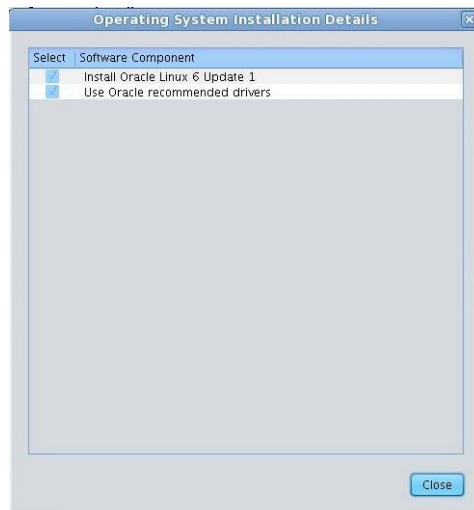 Operating System Installation Details
Select Software Component
Install Oracle Linux 6 Update 1
Use Oracle recommended drivers
Close